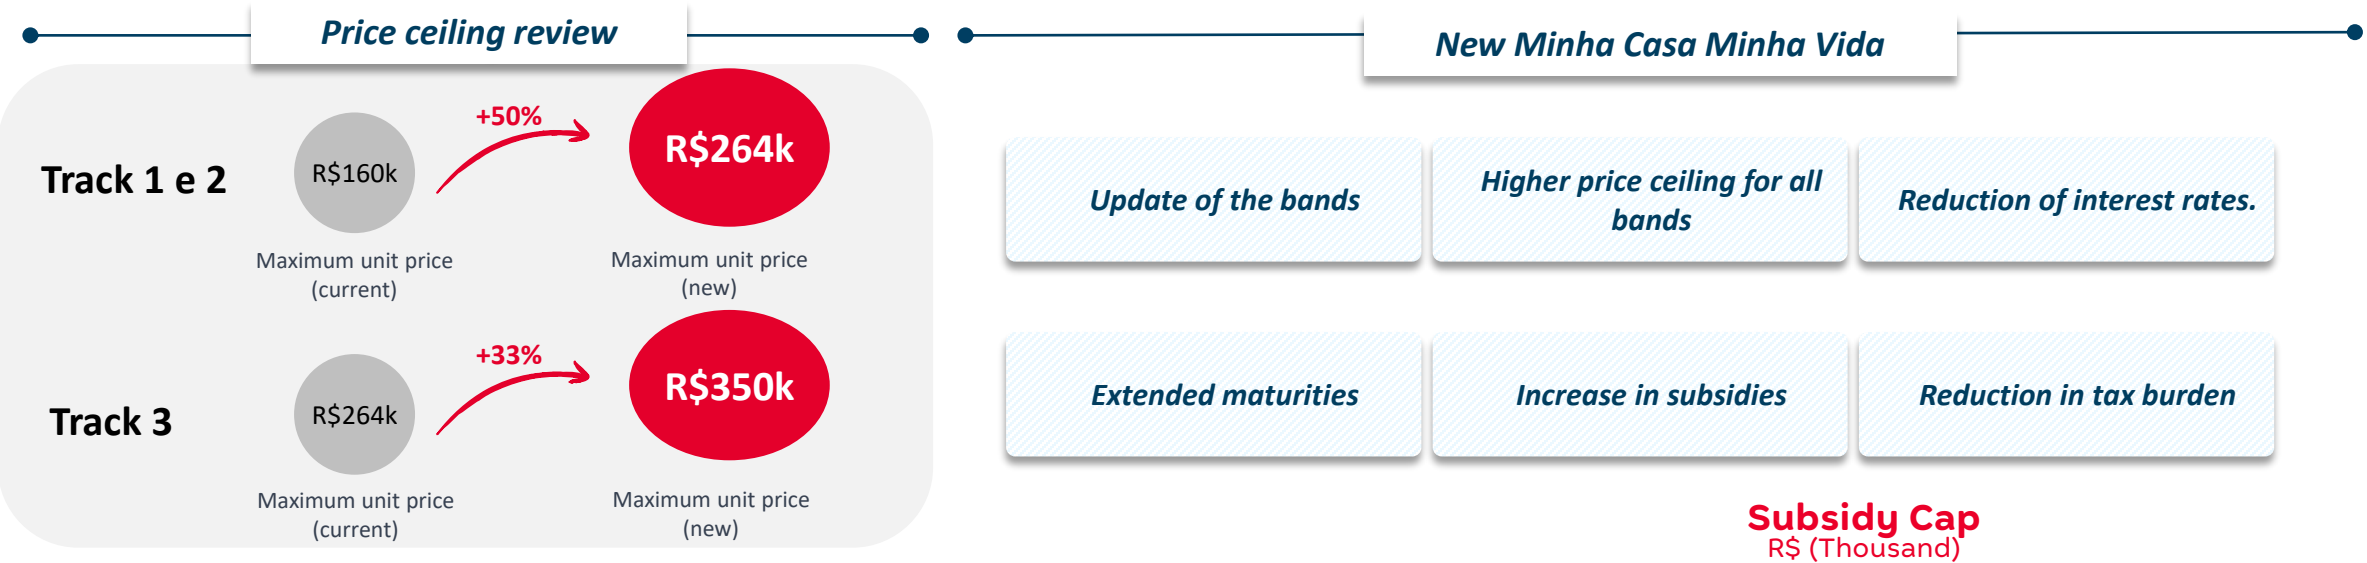 Price ceiling review
Track 1 e 2
R$160k
Maximum unit price
(current)
+50%
R$264k
Maximum unit price
(new)
Track 3
R$264k
Maximum unit price
(current)
+33%
R$350k
Maximum unit price
(new)
New Minha Casa Minha Vida
Update of the bands
Higher price ceiling for all
bands
Reduction of interest rates.
Extended maturities
Increase in subsidies
Reduction in tax burden
Subsidy Cap
R$ (Thousand)